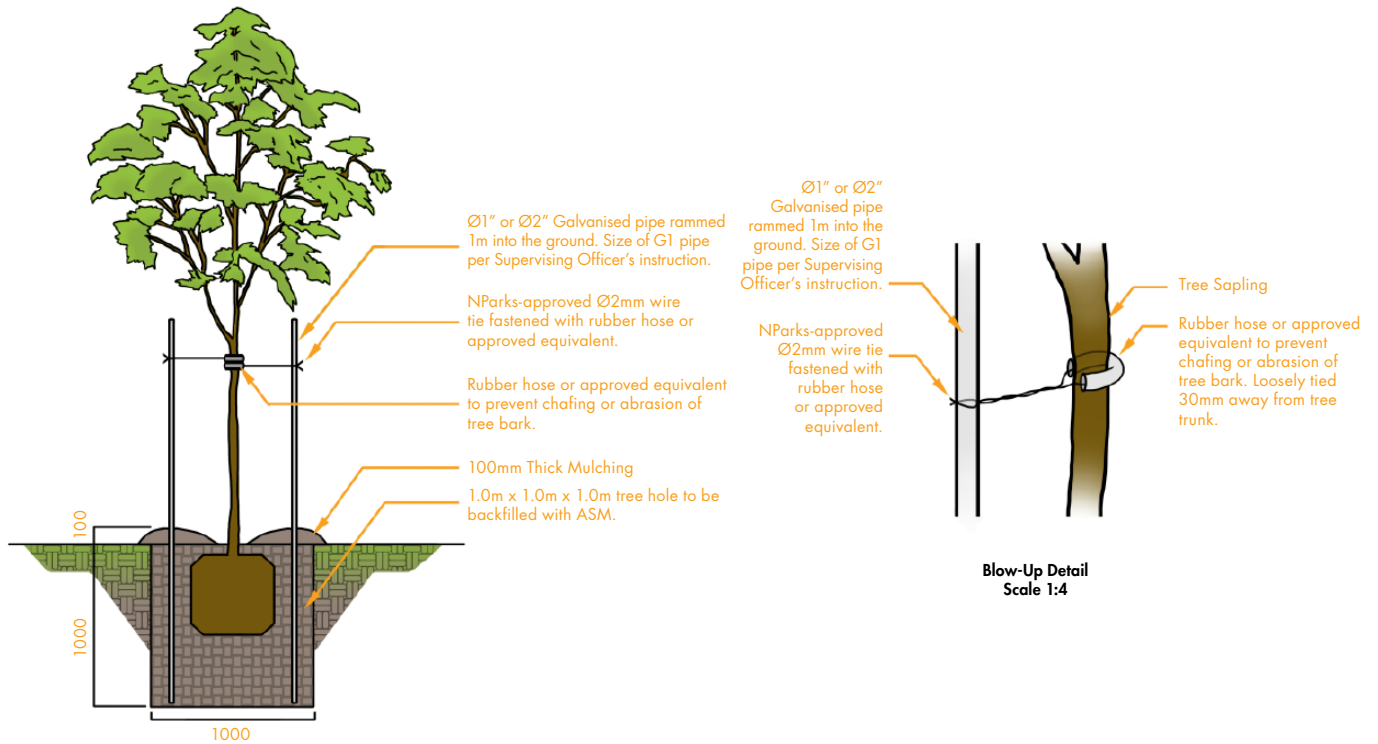 Ø1” or Ø2” Galvanised pipe rammed
1m into the ground. Size of G1 pipe
per Supervising Officer’s instruction.
NParks-approved Ø2mm wire
tie fastened with rubber hose or
approved equivalent.
Rubber hose or approved equivalent
to prevent chafing or abrasion of
tree bark.
100mm Thick Mulching
1.0m x 1.0m x 1.0m tree hole to be
backfilled with ASM.
100
1000
1000
Ø1” or Ø2”
Galvanised pipe
rammed 1m into the
ground. Size of G1
pipe per Supervising
Officer’s instruction.
NParks-approved
Ø2mm wire tie
fastened with
rubber hose
or approved
equivalent.
Tree Sapling
Rubber hose or approved
equivalent to prevent
chafing or abrasion of
tree bark. Loosely tied
30mm away from tree
trunk.
Blow-Up Detail
Scale 1:4